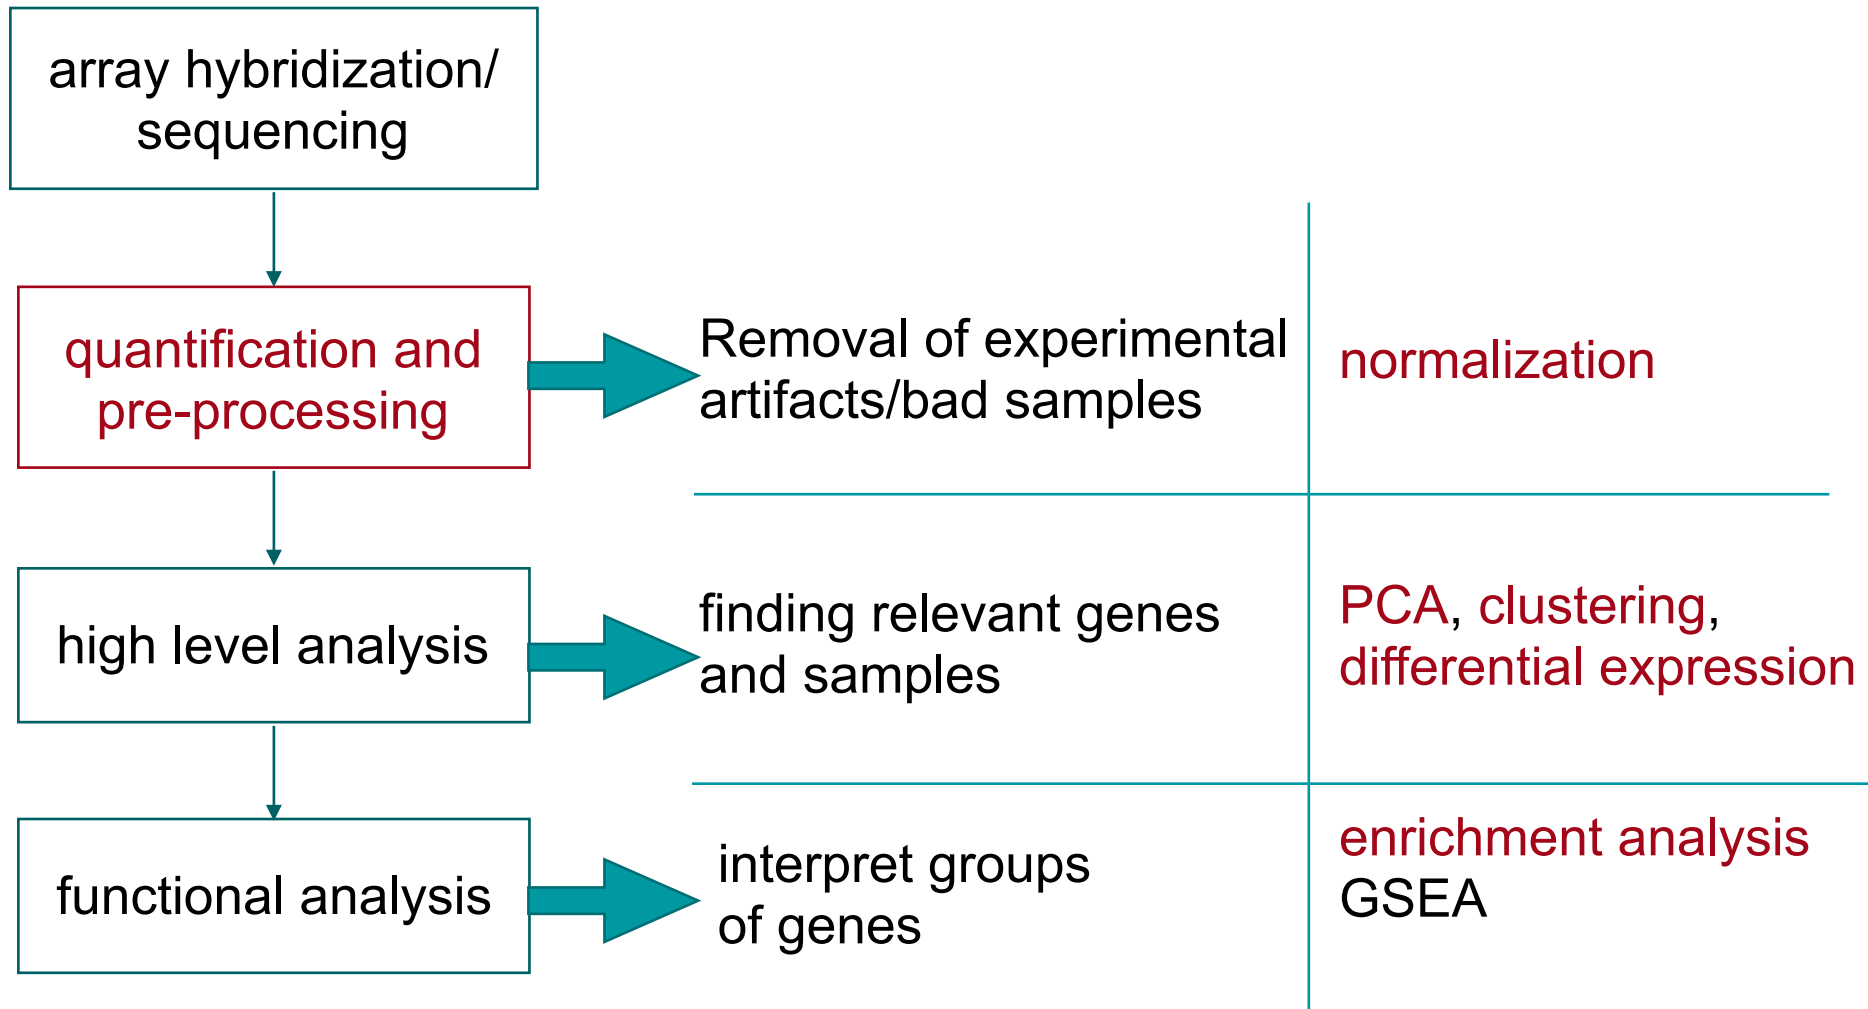 array hybridization/
sequencing
quantification and
pre-processing
Removal of experimental
artifacts/bad samples
normalization
high level analysis
finding relevant genes
and samples
PCA, clustering,
differential expression
functional analysis
interpret groups
of genes
enrichment analysis
GSEA